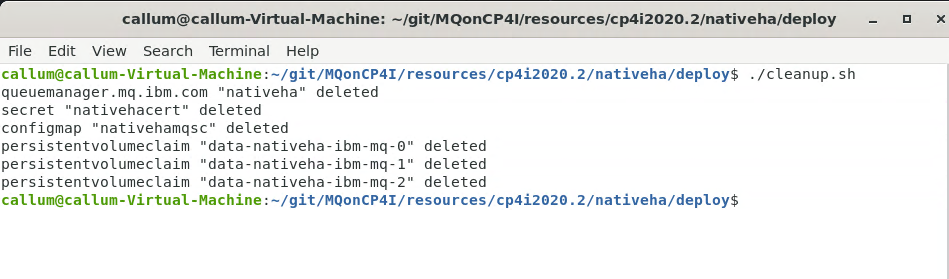 callum@callum-Virtual-Machine: ~/git/MQonCP4I/resources/cp4i2020.2/nativeha/deploy
File Edit View Search Terminal Help
callum@callum-Virtual-Machine:~/git/MQonCP4I/resources/cp4i2020.2/nativeha/deploy$ ./cleanup.sh
queuemanager.mq.ibm.com "nativeha" deleted
secret "nativehacert" deleted
configmap "nativehamqsc" deleted
persistentvolumeclaim "data-nativeha-ibm-mq-0" deleted
persistentvolumeclaim "data-nativeha-ibm-mq-1" deleted
persistentvolumeclaim "data-nativeha-ibm-mq-2" deleted
callum@callum-Virtual-Machine:~/git/MQonCP4I/resources/cp4i2020.2/nativeha/deploy$